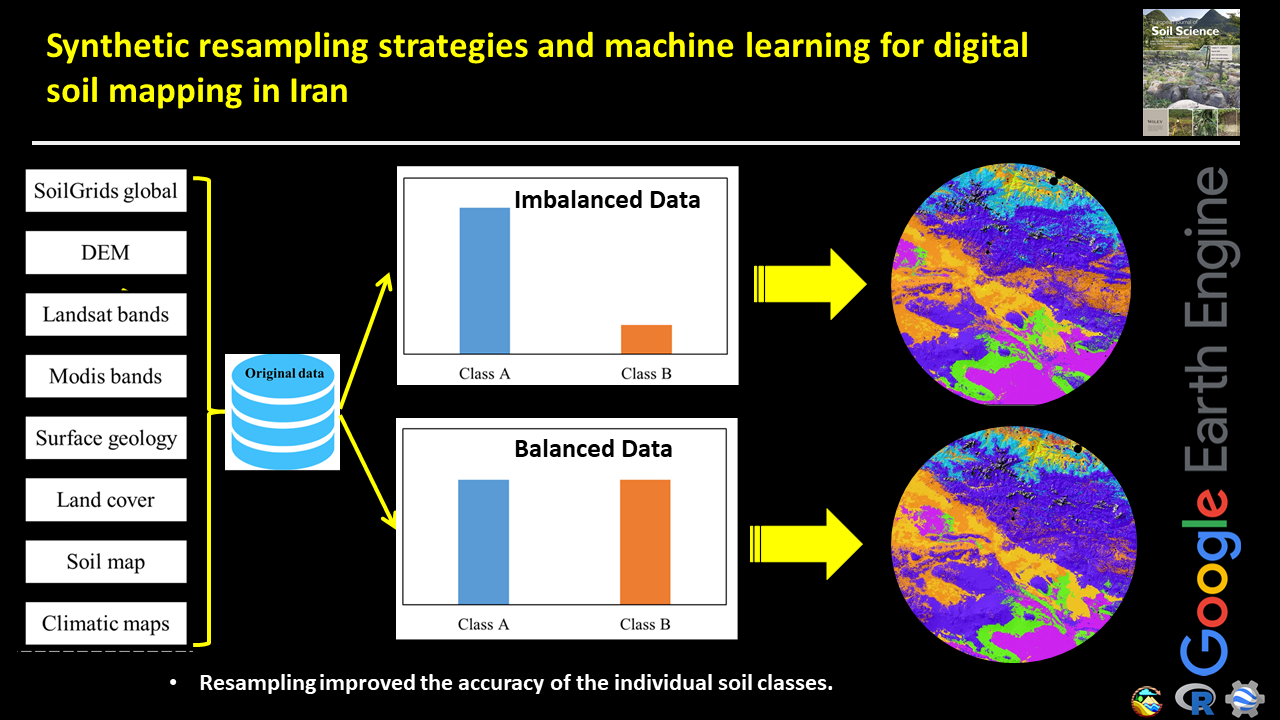 Synthetic resampling strategies and machine learning for digital
soil mapping in Iran
Soil Science
WILEY
SoilGrids global
DEM
Landsat bands
Modis bands
Surface geology
Land cover
Soil map
Climatic maps
Original data
Imbalanced Data
Class A
Class B
Balanced Data
Class A
Class B
Google Earth Engine
• Resampling improved the accuracy of the individual soil classes.
R